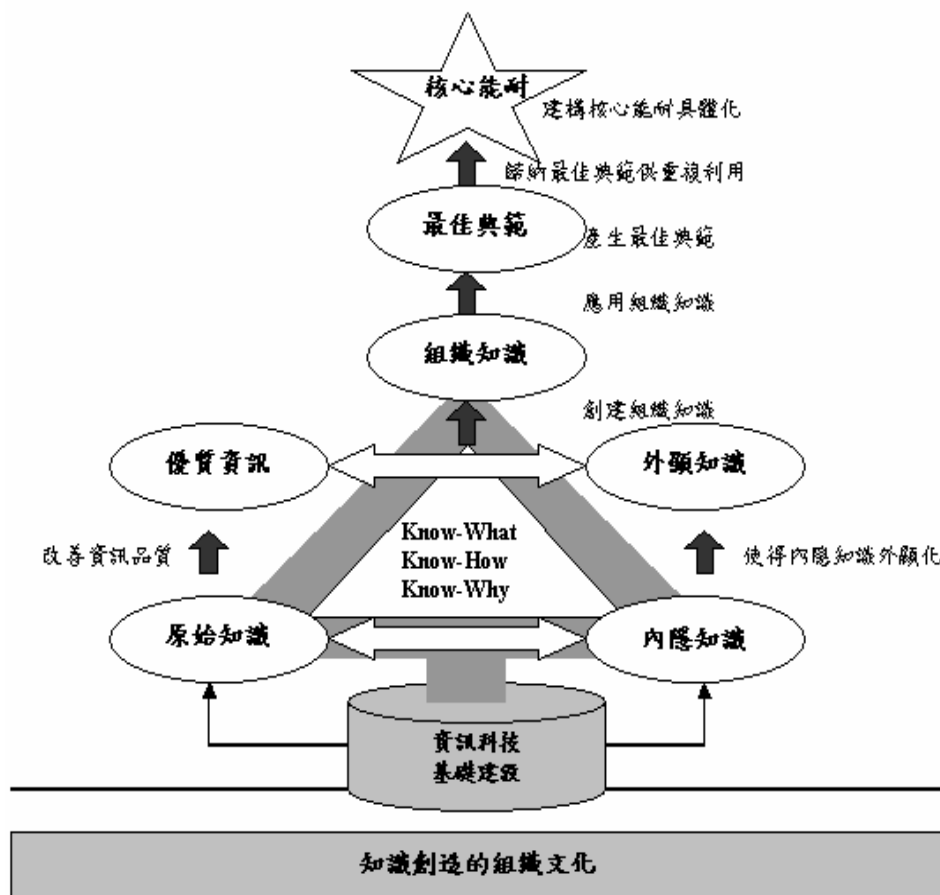 核心能耐
建構核心能耐具體化
歸納最佳典範供重複利用
最佳典範
產生最佳典範
應用組織知識
組織知識
創建組織知識
優質資訊
外顯知識
Know-What
Know-How
Know-Why
改善資訊品質
使得內隱知識外顯化
原始知識
內隱知識
資訊科技
基礎建設
知識創造的組織文化